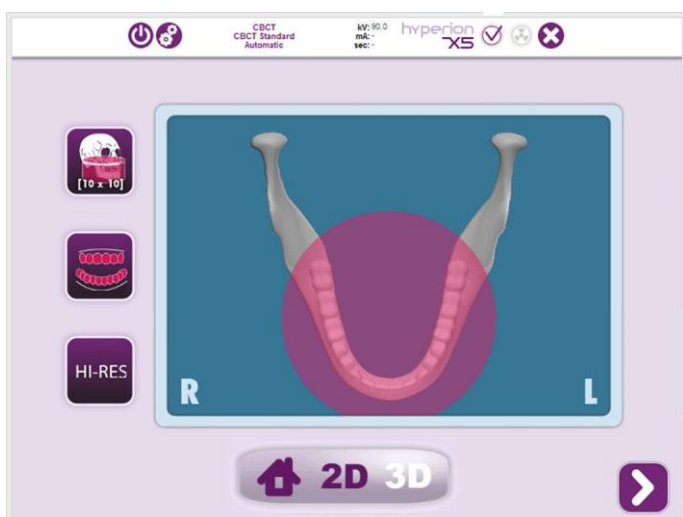 CBCT
CBCT Standard
Automatic
kV: 90.0
mA: -
sec: -
hyperion
X5
[10 x 10]
HI-RES
R
L
2D 3D